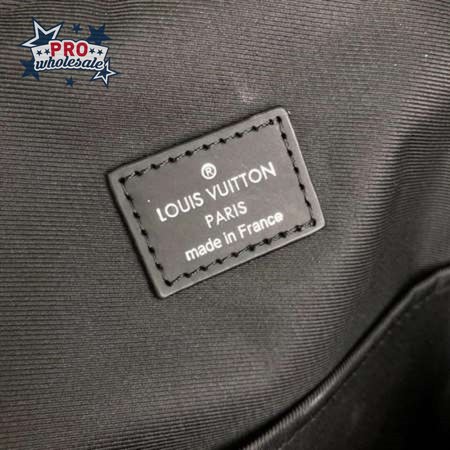 PRO
wholesale
®
LOUIS VUITTON
PARIS
made in France